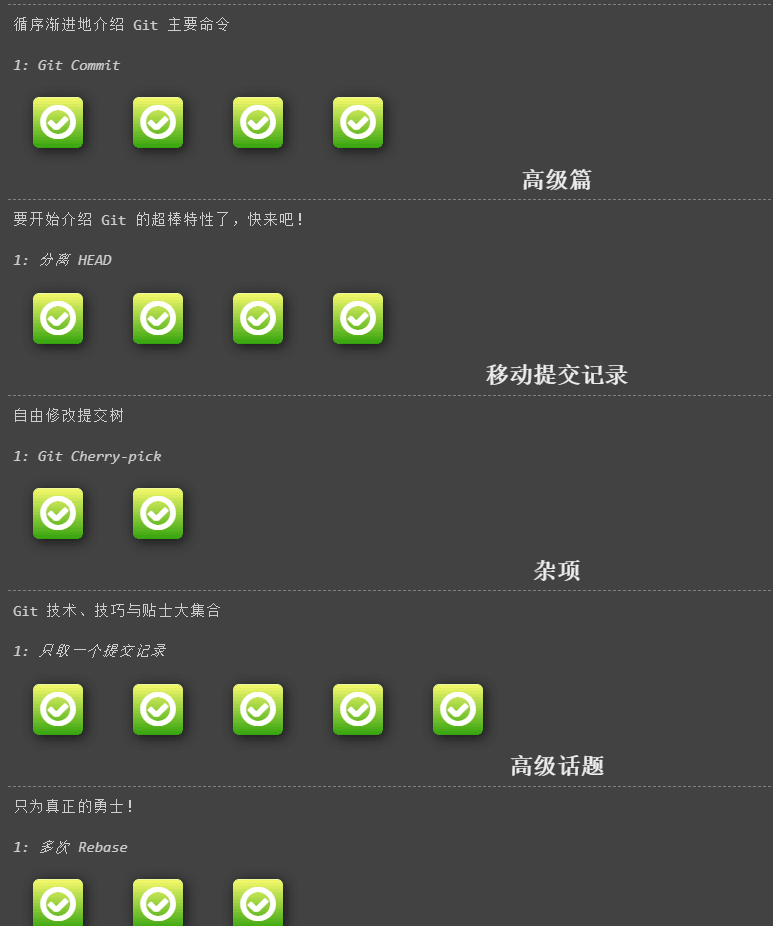 循序渐进地介绍 Git 主要命令
1: Git Commit
高级篇
要开始介绍 Git 的超棒特性了，快来吧！
1: 分离 HEAD
移动提交记录
自由修改提交树
1: Git Cherry-pick
杂项
Git 技术、技巧与贴士大集合
1: 只取一个提交记录
高级话题
只为真正的勇士！
1: 多次 Rebase